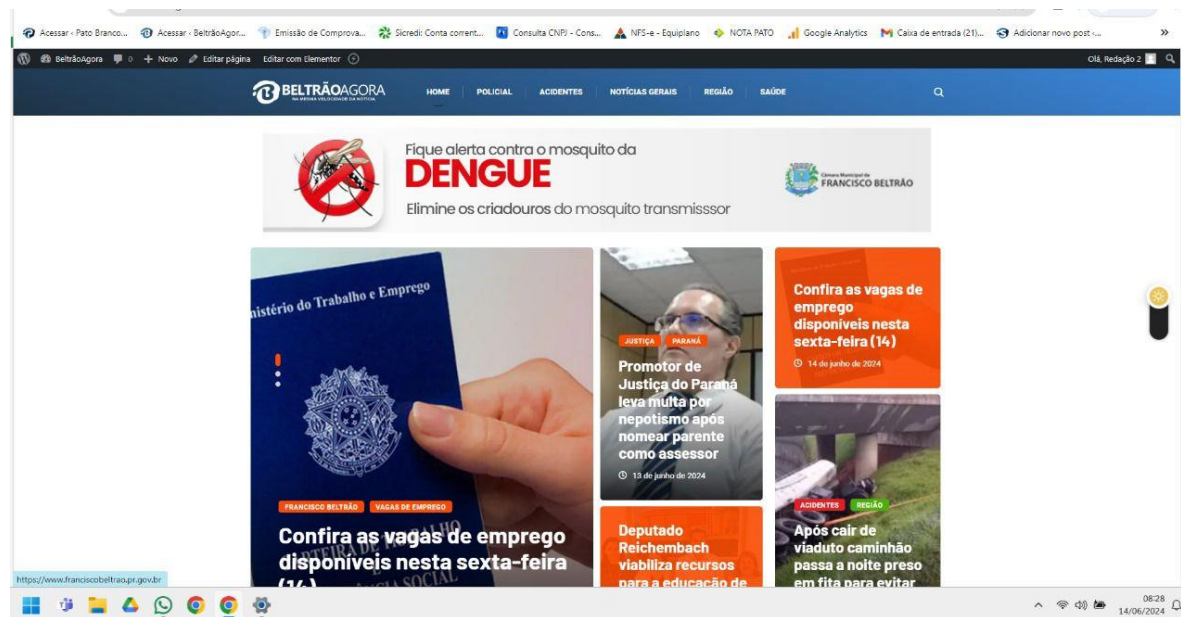 Acessar ‹ Pato Branco...
Acessar ‹ BeltrãoAgor...
Emissão de Comprova...
Sicredi: Conta corrent...
Consulta CNPJ - Cons...
NFS-e - Equiplano
NOTA PATO
Google Analytics
Caixa de entrada (21)...
Adicionar novo post ‹...
»
BeltrãoAgora
0
+ Novo
Editar página
Editar com Elementor
Olá, Redação 2
BELTRÃOAGORA
NA MESMA VELOCIDADE DA NOTÍCIA
HOME
POLICIAL
ACIDENTES
NOTÍCIAS GERAIS
REGIÃO
SAÚDE
Fique alerta contra o mosquito da
DENGUE
Elimine os criadouros do mosquito transmisssor
Câmara Municipal de
FRANCISCO BELTRÃO
nistério do Trabalho e Emprego
FRANCISCO BELTRÃO
VAGAS DE EMPREGO
Confira as vagas de emprego
disponíveis nesta sexta-feira
(14)
JUSTIÇA
PARANÁ
Promotor de
Justiça do Paraná
leva multa por
nepotismo após
nomear parente
como assessor
13 de junho de 2024
Deputado
Reichembach
viabiliza recursos
para a educação de
Confira as vagas de
emprego
disponíveis nesta
sexta-feira (14)
14 de junho de 2024
ACIDENTES
REGIÃO
Após cair de
viaduto caminhão
passa a noite preso
em fita para evitar
https://www.franciscobeltrao.pr.gov.br
08:28
14/06/2024